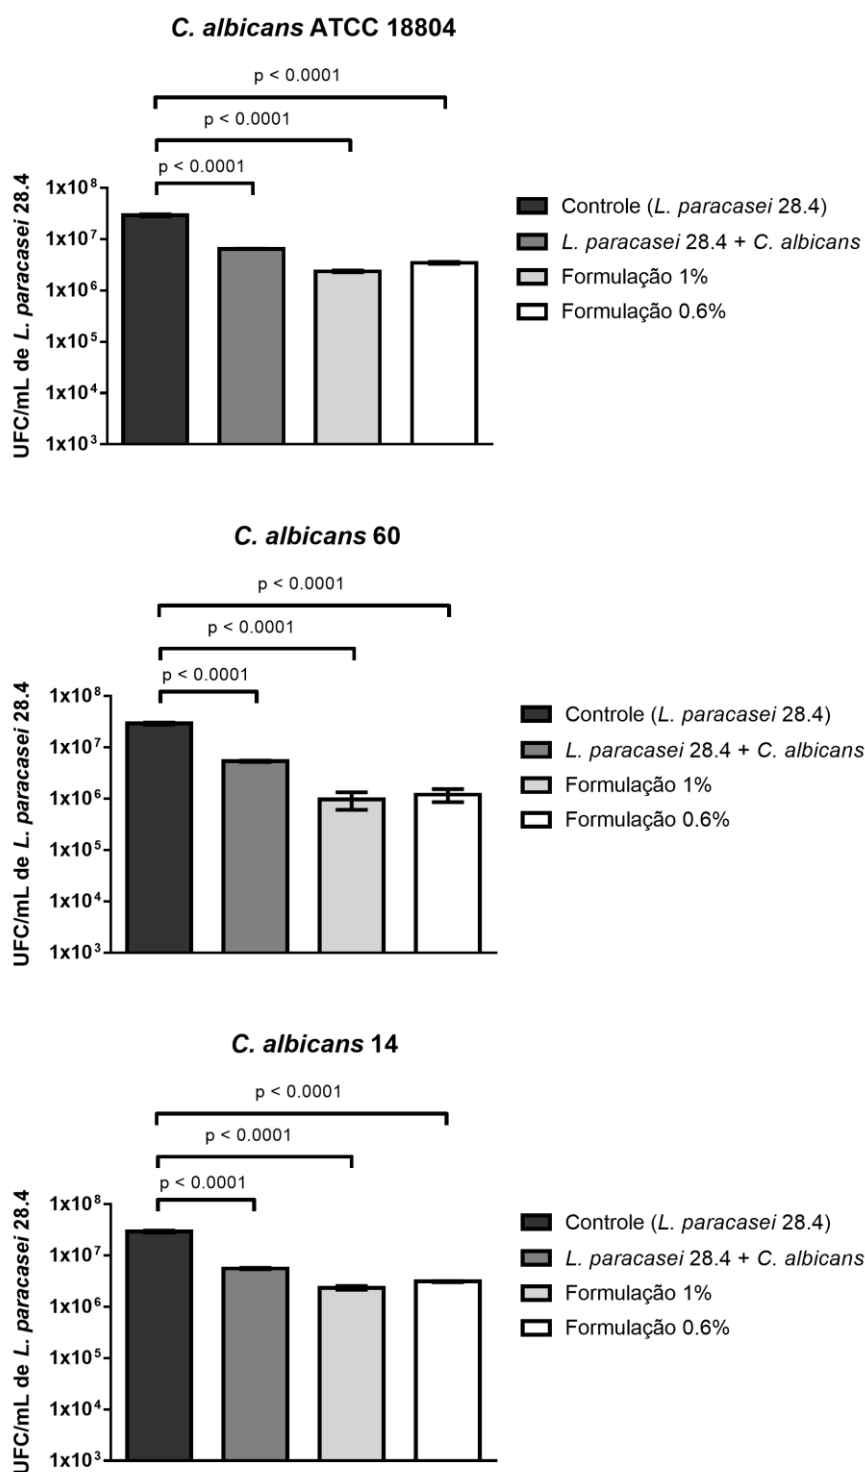 C. albicans ATCC 18804
p < 0.0001
p < 0.0001
p < 0.0001
UFC/mL de L. paracasei 28.4
1x10⁸
1x10⁷
1x10⁶
1x10⁵
1x10⁴
1x10³
Controle (L. paracasei 28.4)
L. paracasei 28.4 + C. albicans
Formulação 1%
Formulação 0.6%
C. albicans 60
p < 0.0001
p < 0.0001
p < 0.0001
UFC/mL de L. paracasei 28.4
1x10⁸
1x10⁷
1x10⁶
1x10⁵
1x10⁴
1x10³
Controle (L. paracasei 28.4)
L. paracasei 28.4 + C. albicans
Formulação 1%
Formulação 0.6%
C. albicans 14
p < 0.0001
p < 0.0001
p < 0.0001
UFC/mL de L. paracasei 28.4
1x10⁸
1x10⁷
1x10⁶
1x10⁵
1x10⁴
1x10³
Controle (L. paracasei 28.4)
L. paracasei 28.4 + C. albicans
Formulação 1%
Formulação 0.6%